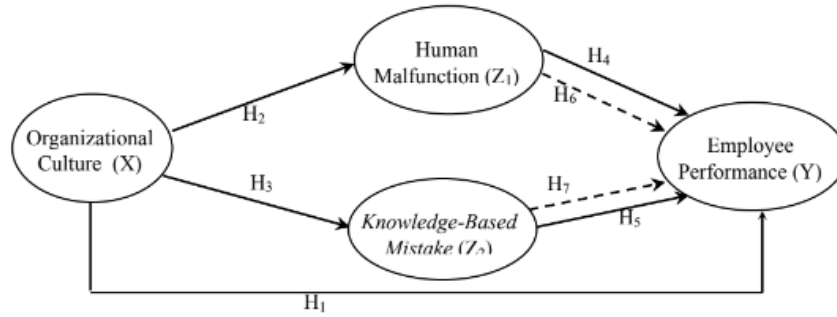 Human
Malfunction (Z₁)
H₄
H₆
H₂
Organizational
Culture (X)
Employee
Performance (Y)
H₃
H₇
Knowledge-Based
Mistake (Z₂)
H₅
H₁